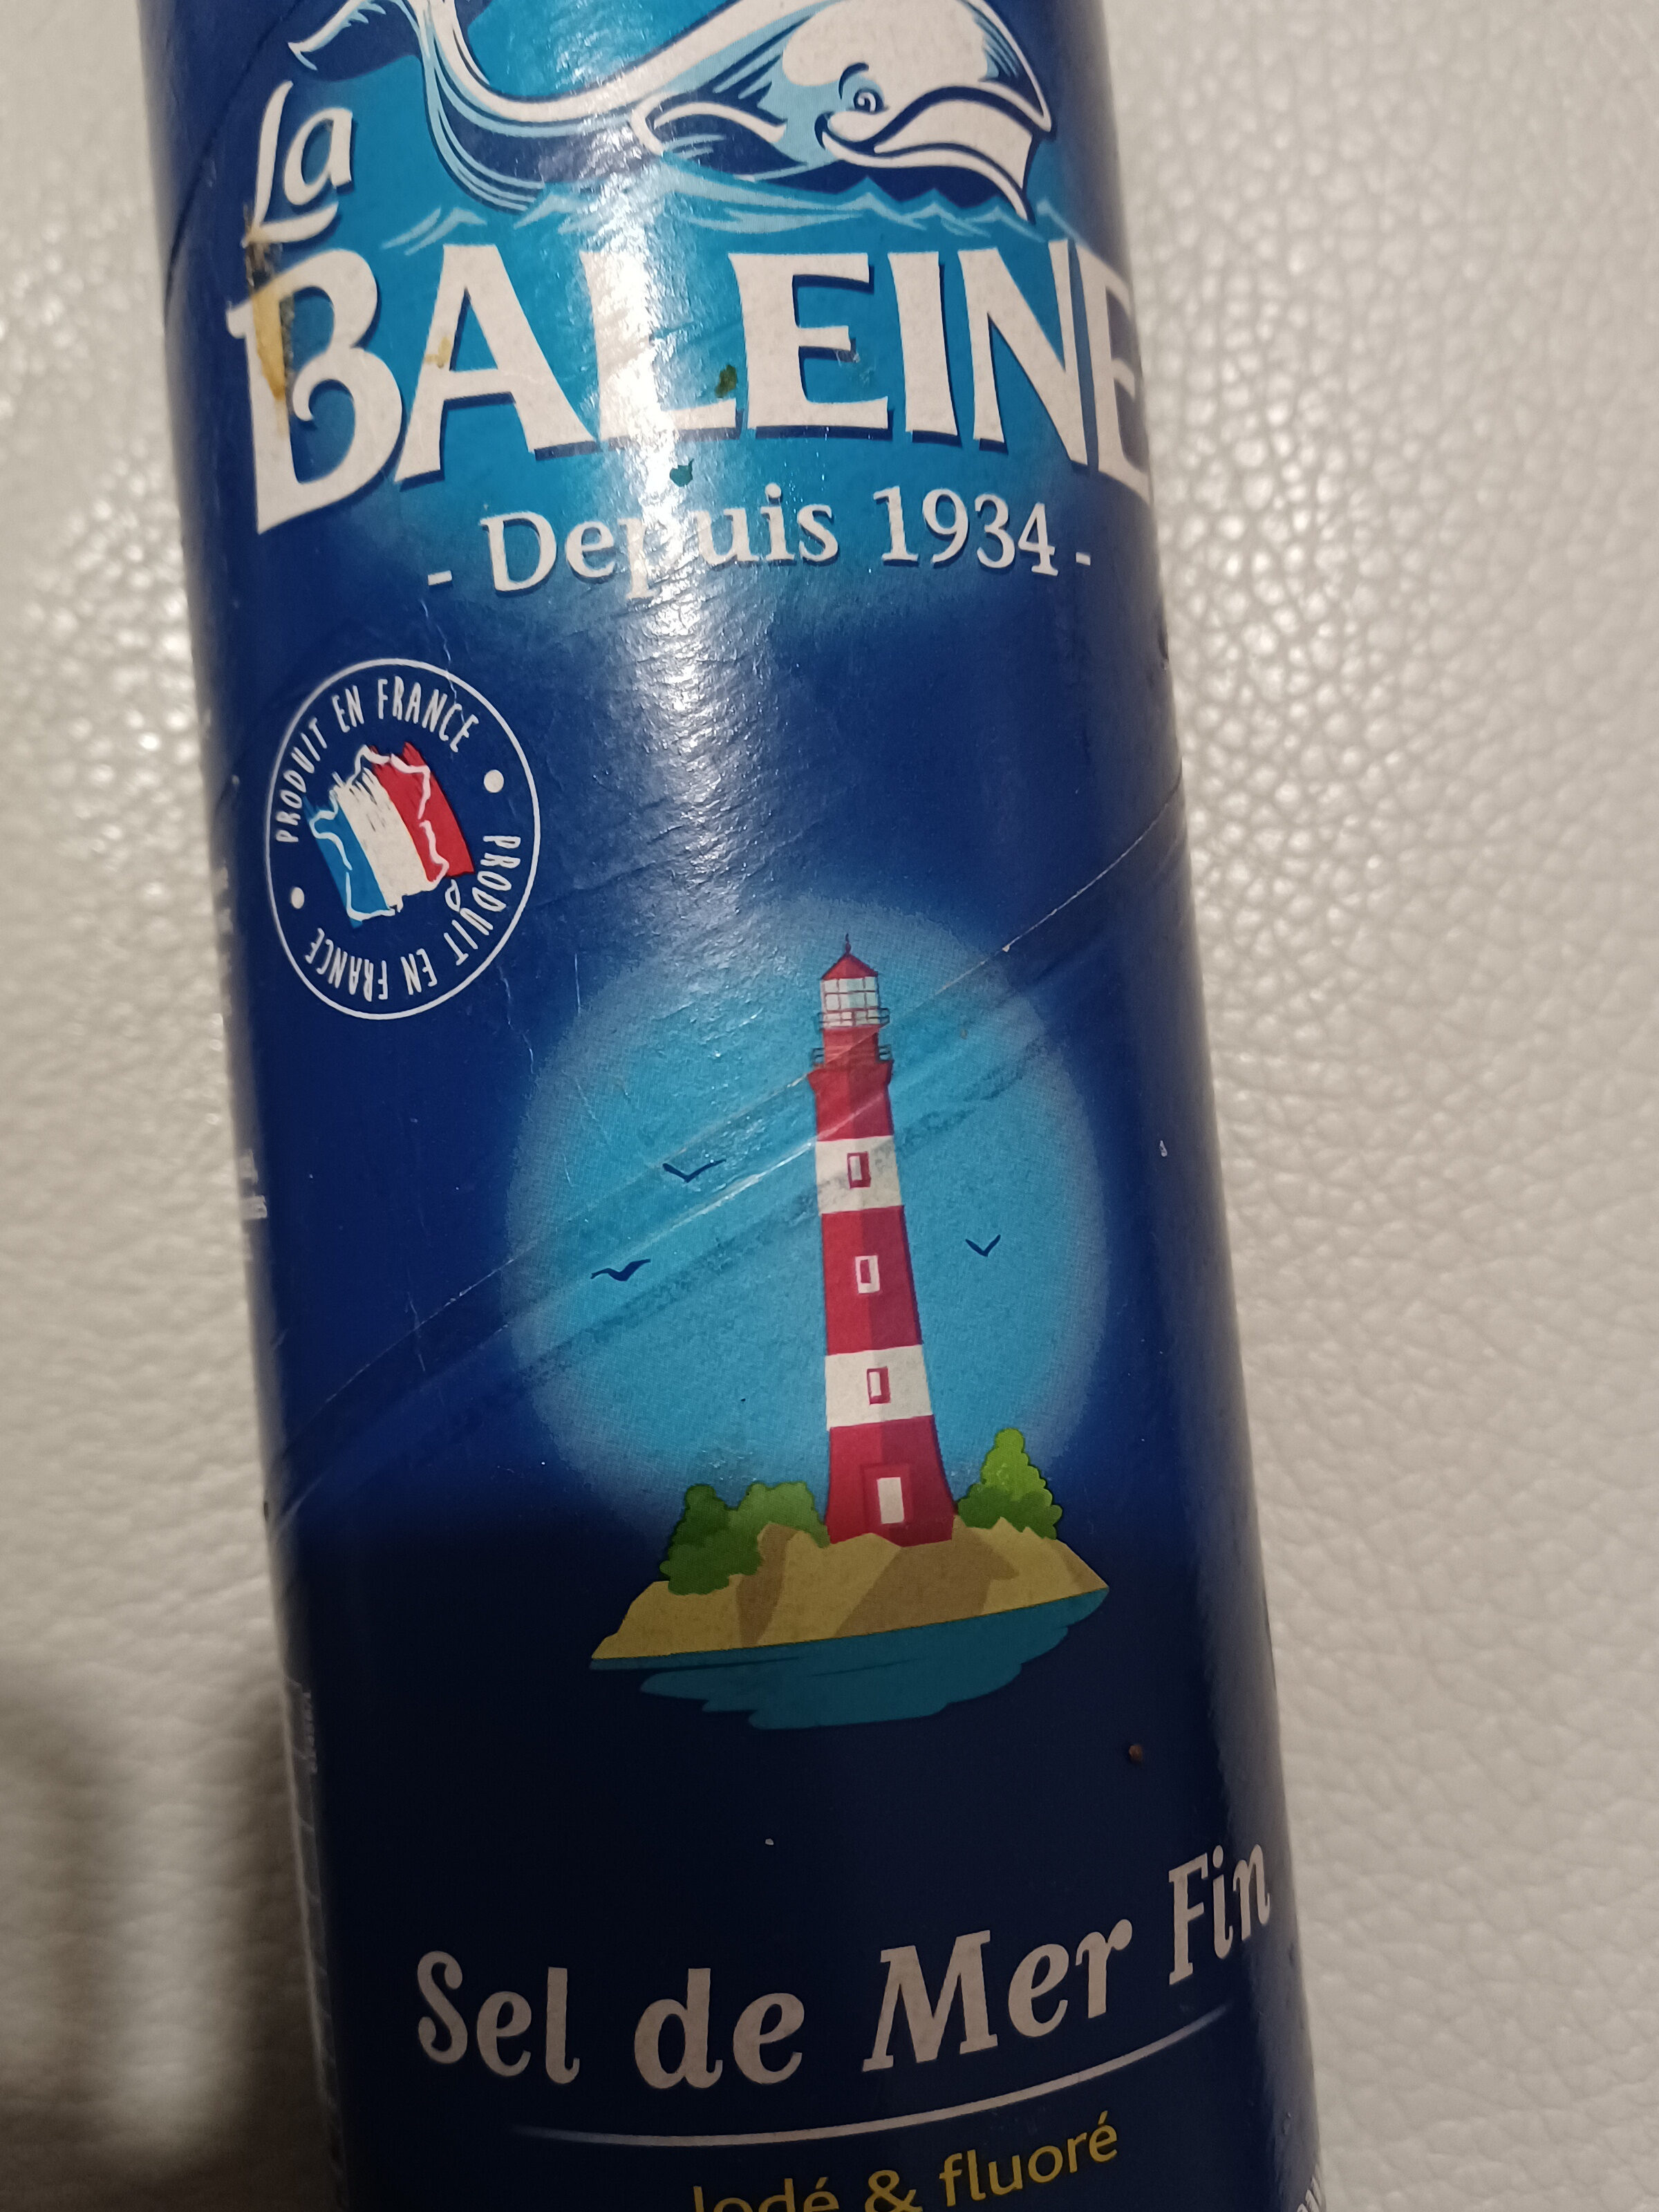 La
BALEINE
- Depuis 1934 -
PRODUIT EN FRANCE • PRODUIT EN FRANCE •
Sel de Mer Fin
Iodé & fluoré